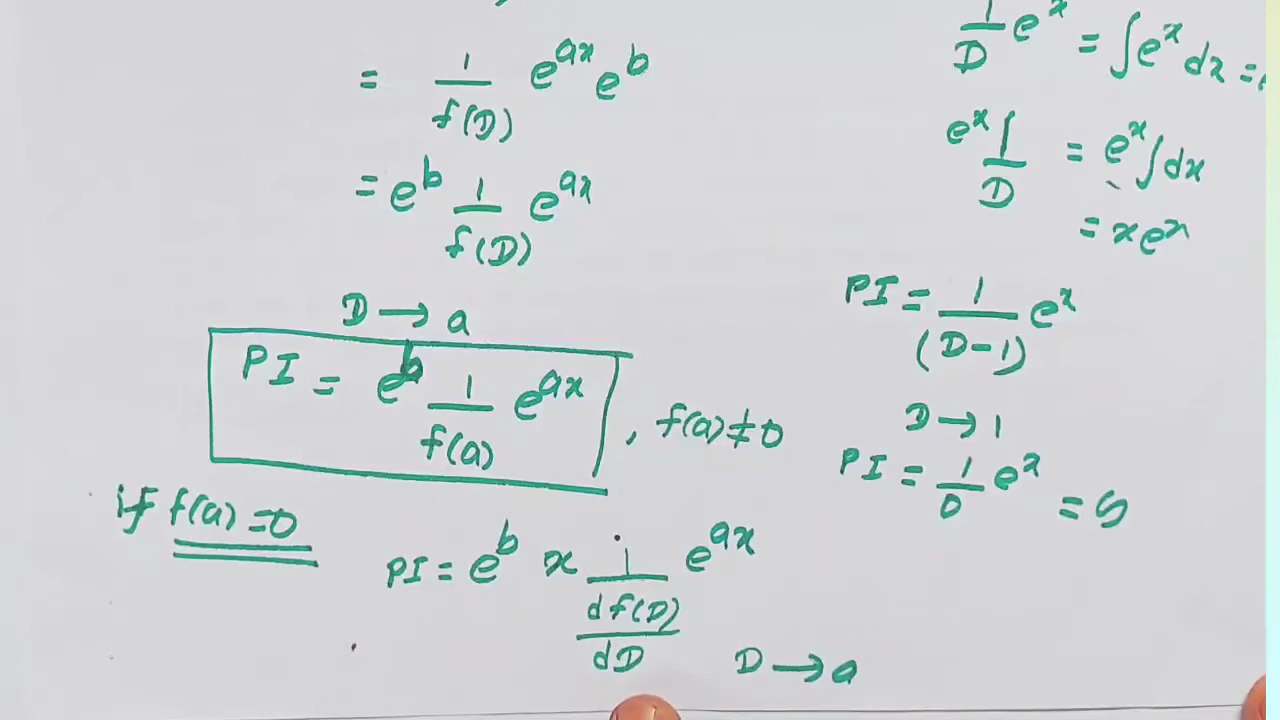 = 1/f(D) e^{ax} e^b
= e^b 1/f(D) e^{ax}
D → a
PI = e^b 1/f(a) e^{ax} , f(a) ≠ 0
if f(a) = 0
PI = e^b x 1/(df(D)/dD) e^{ax}
D → a
1/D e^x = ∫e^x dx =
e^x 1/D = e^x ∫dx
= xe^x
PI = 1/(D-1) e^x
D → 1
PI = 1/0 e^x =